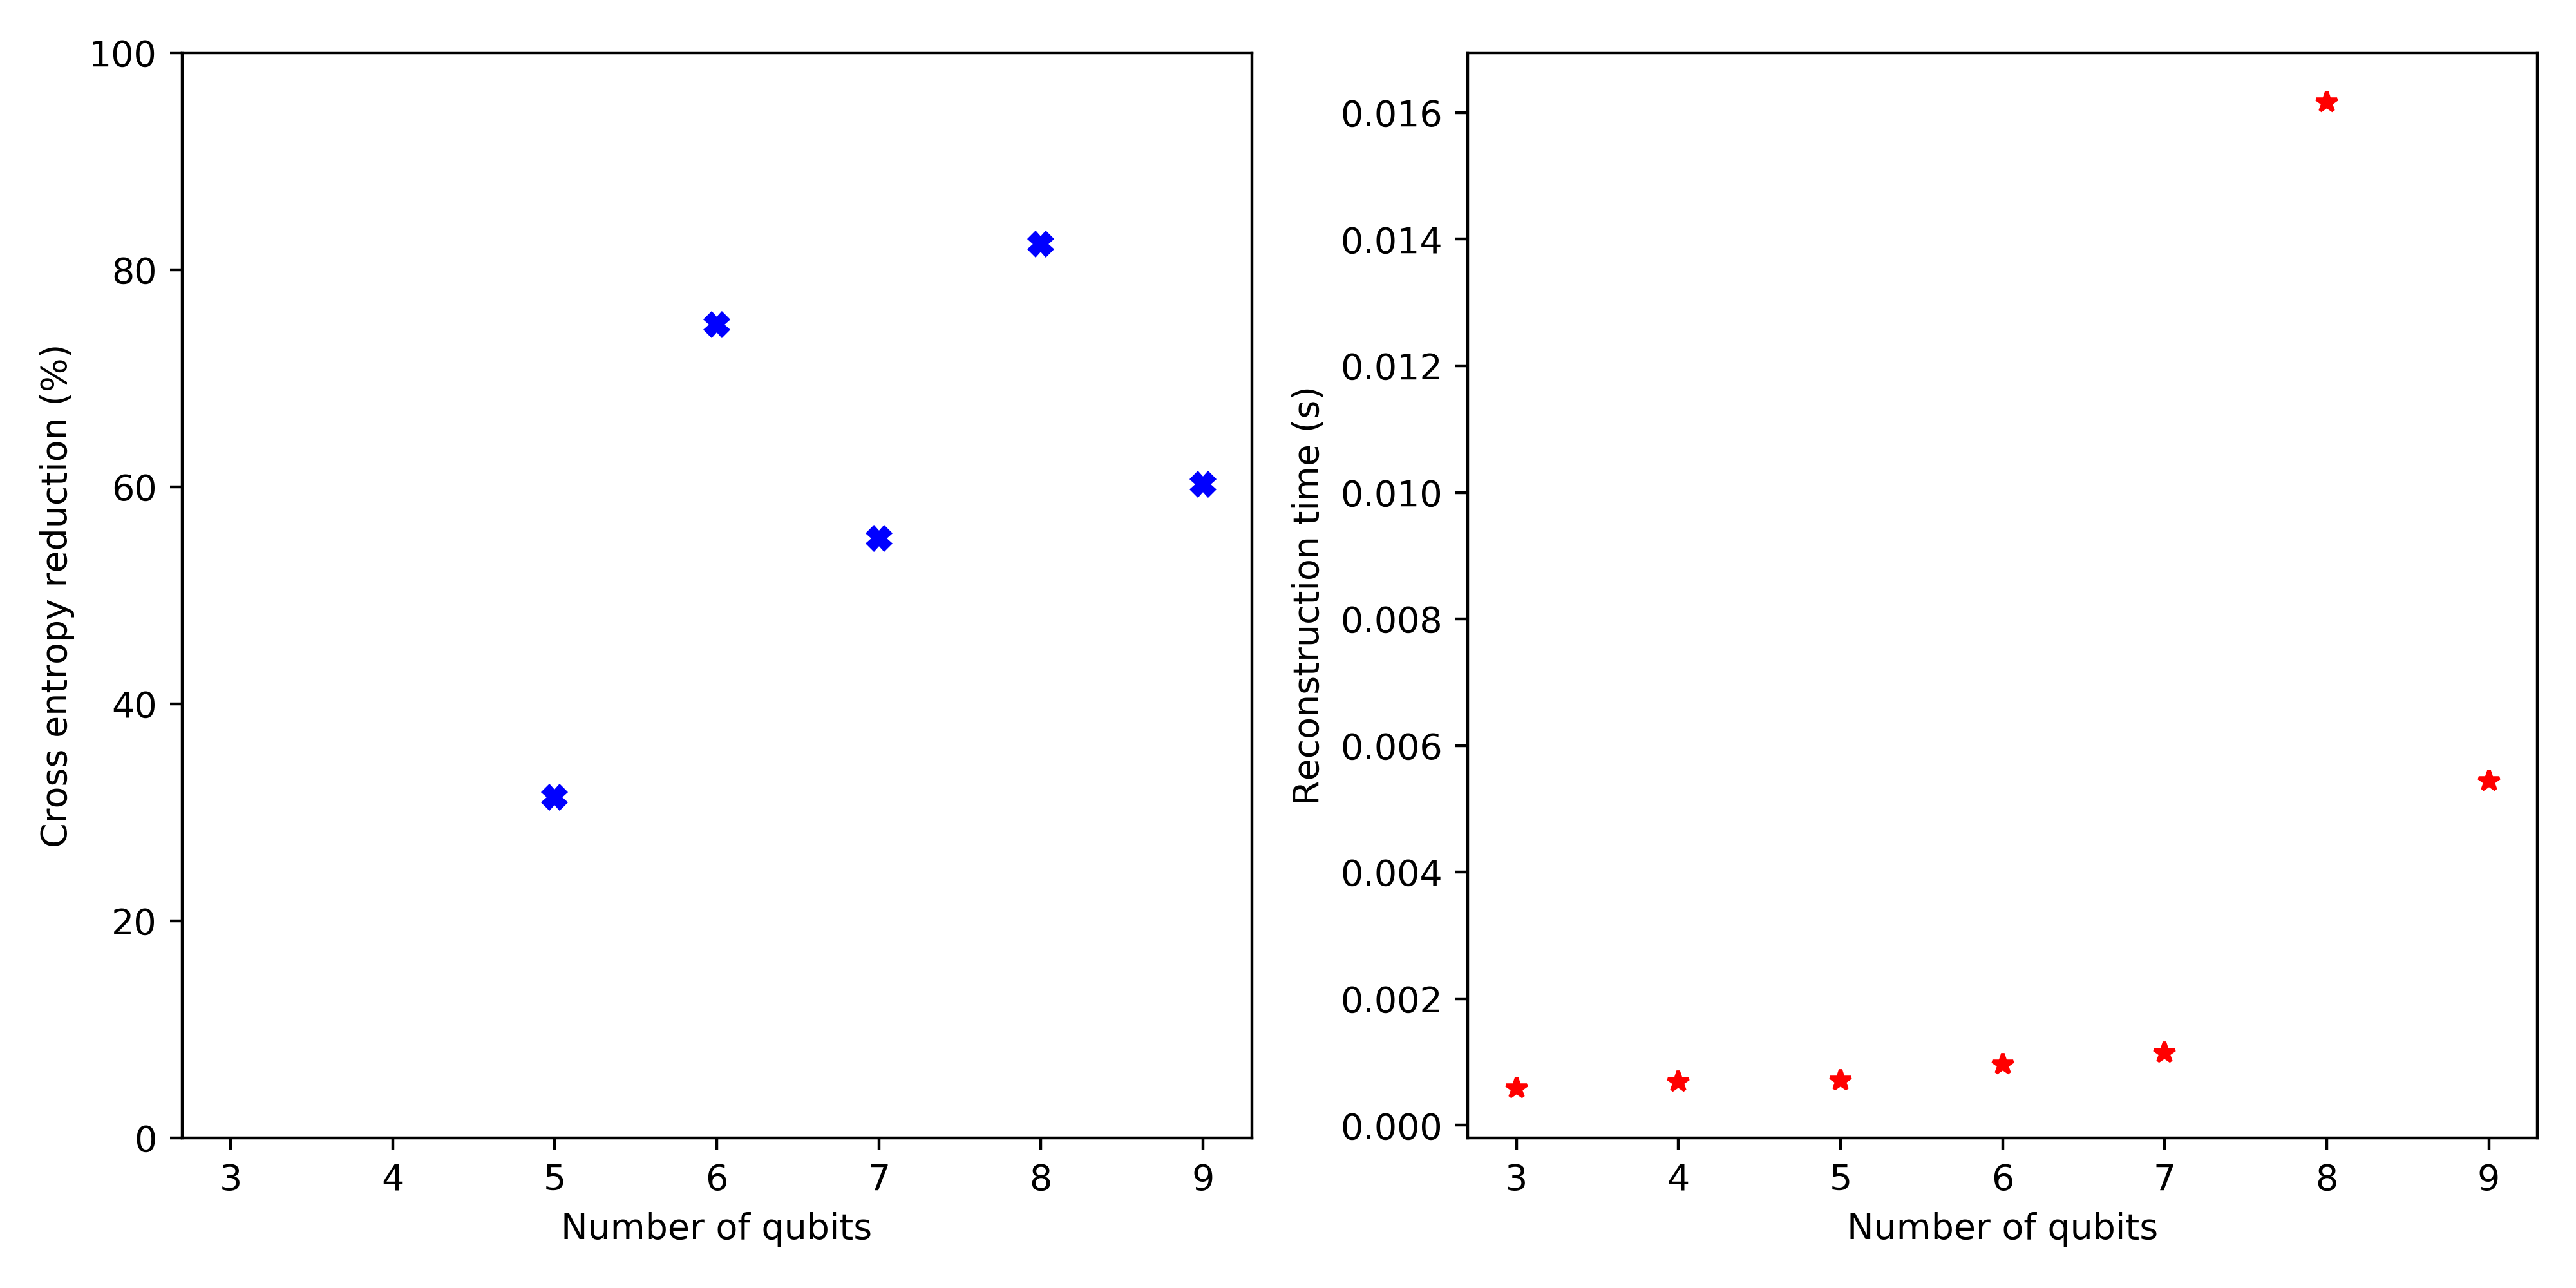 100
80
60
40
20
0
Cross entropy reduction (%)
3 4 5 6 7 8 9
Number of qubits
0.016
0.014
0.012
0.010
0.008
0.006
0.004
0.002
0.000
Reconstruction time (s)
3 4 5 6 7 8 9
Number of qubits